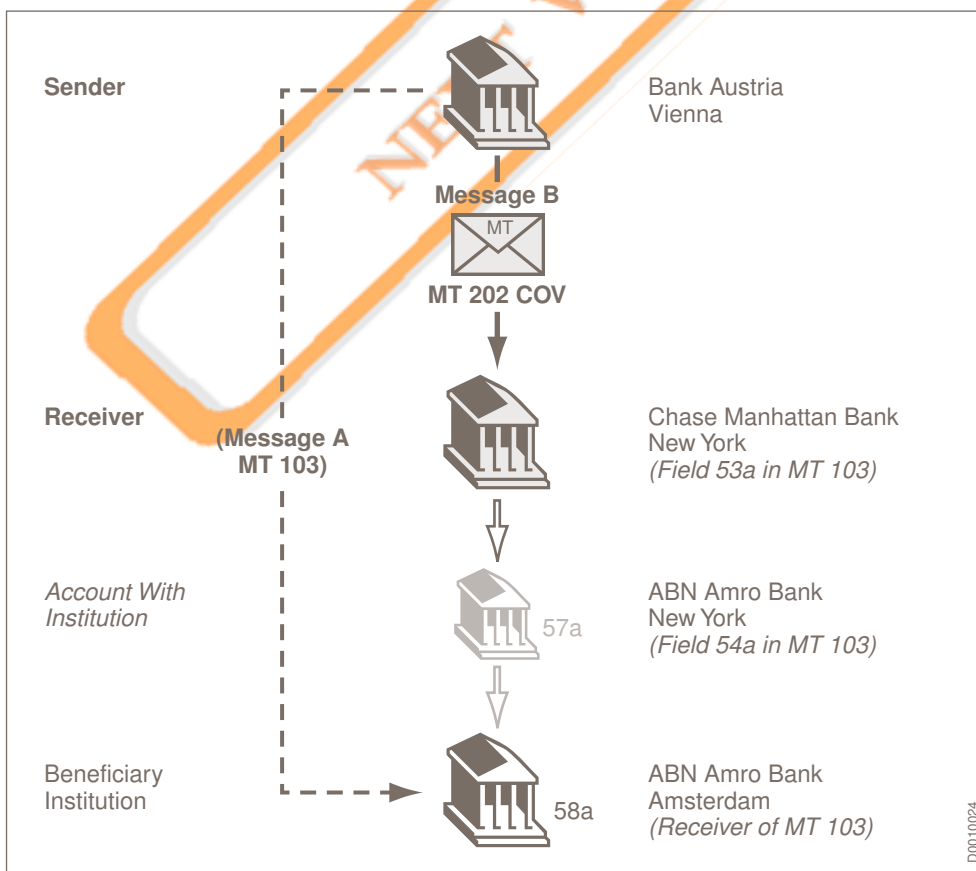 Sender
Bank Austria
Vienna
Message B
MT
MT 202 COV
Receiver
(Message A
MT 103)
Chase Manhattan Bank
New York
(Field 53a in MT 103)
Account With
Institution
57a
ABN Amro Bank
New York
(Field 54a in MT 103)
Beneficiary
Institution
58a
ABN Amro Bank
Amsterdam
(Receiver of MT 103)
D0010024